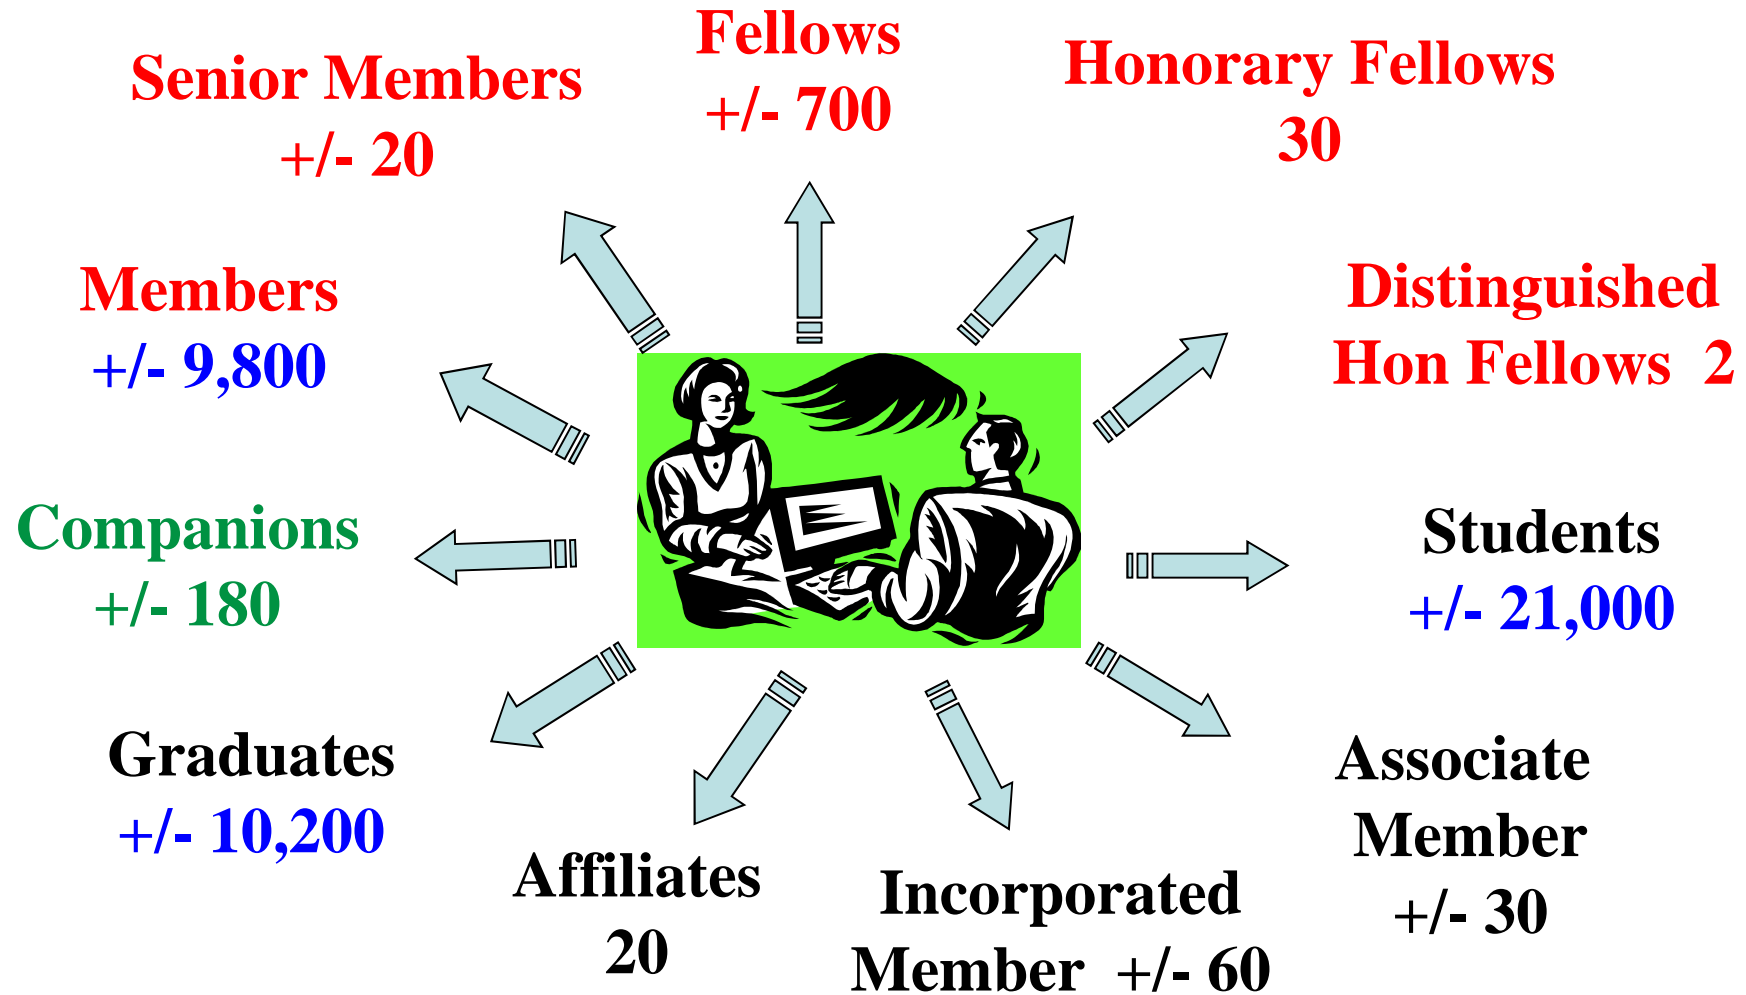 Fellows
+/- 700
Honorary Fellows
30
Senior Members
+/- 20
Distinguished
Hon Fellows 2
Members
+/- 9,800
Companions
+/- 180
Students
+/- 21,000
Graduates
+/- 10,200
Associate
Member
+/- 30
Affiliates
20
Incorporated
Member +/- 60